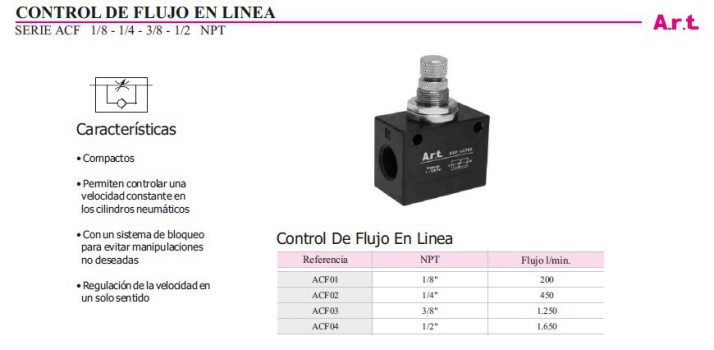 CONTROL DE FLUJO EN LINEA
SERIE ACF 1/8 - 1/4 - 3/8 - 1/2 NPT
A.r.t.
Características
• Compactos
• Permiten controlar una
velocidad constante en
los cilindros neumáticos
• Con un sistema de bloqueo
para evitar manipulaciones
no deseadas
• Regulación de la velocidad en
un solo sentido
A.r.t.
Control De Flujo En Linea
Referencia NPT Flujo l/min.
ACF01 1/8" 200
ACF02 1/4" 450
ACF03 3/8" 1.250
ACF04 1/2" 1.650